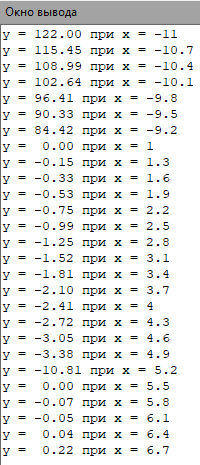 Окно вывода
y = 122.00 при x = -11
y = 115.45 при x = -10.7
y = 108.99 при x = -10.4
y = 102.64 при x = -10.1
y = 96.41 при x = -9.8
y = 90.33 при x = -9.5
y = 84.42 при x = -9.2
y =  0.00 при x = 1
y = -0.15 при x = 1.3
y = -0.33 при x = 1.6
y = -0.53 при x = 1.9
y = -0.75 при x = 2.2
y = -0.99 при x = 2.5
y = -1.25 при x = 2.8
y = -1.52 при x = 3.1
y = -1.81 при x = 3.4
y = -2.10 при x = 3.7
y = -2.41 при x = 4
y = -2.72 при x = 4.3
y = -3.05 при x = 4.6
y = -3.38 при x = 4.9
y = -10.81 при x = 5.2
y =  0.00 при x = 5.5
y = -0.07 при x = 5.8
y = -0.05 при x = 6.1
y =  0.04 при x = 6.4
y =  0.22 при x = 6.7